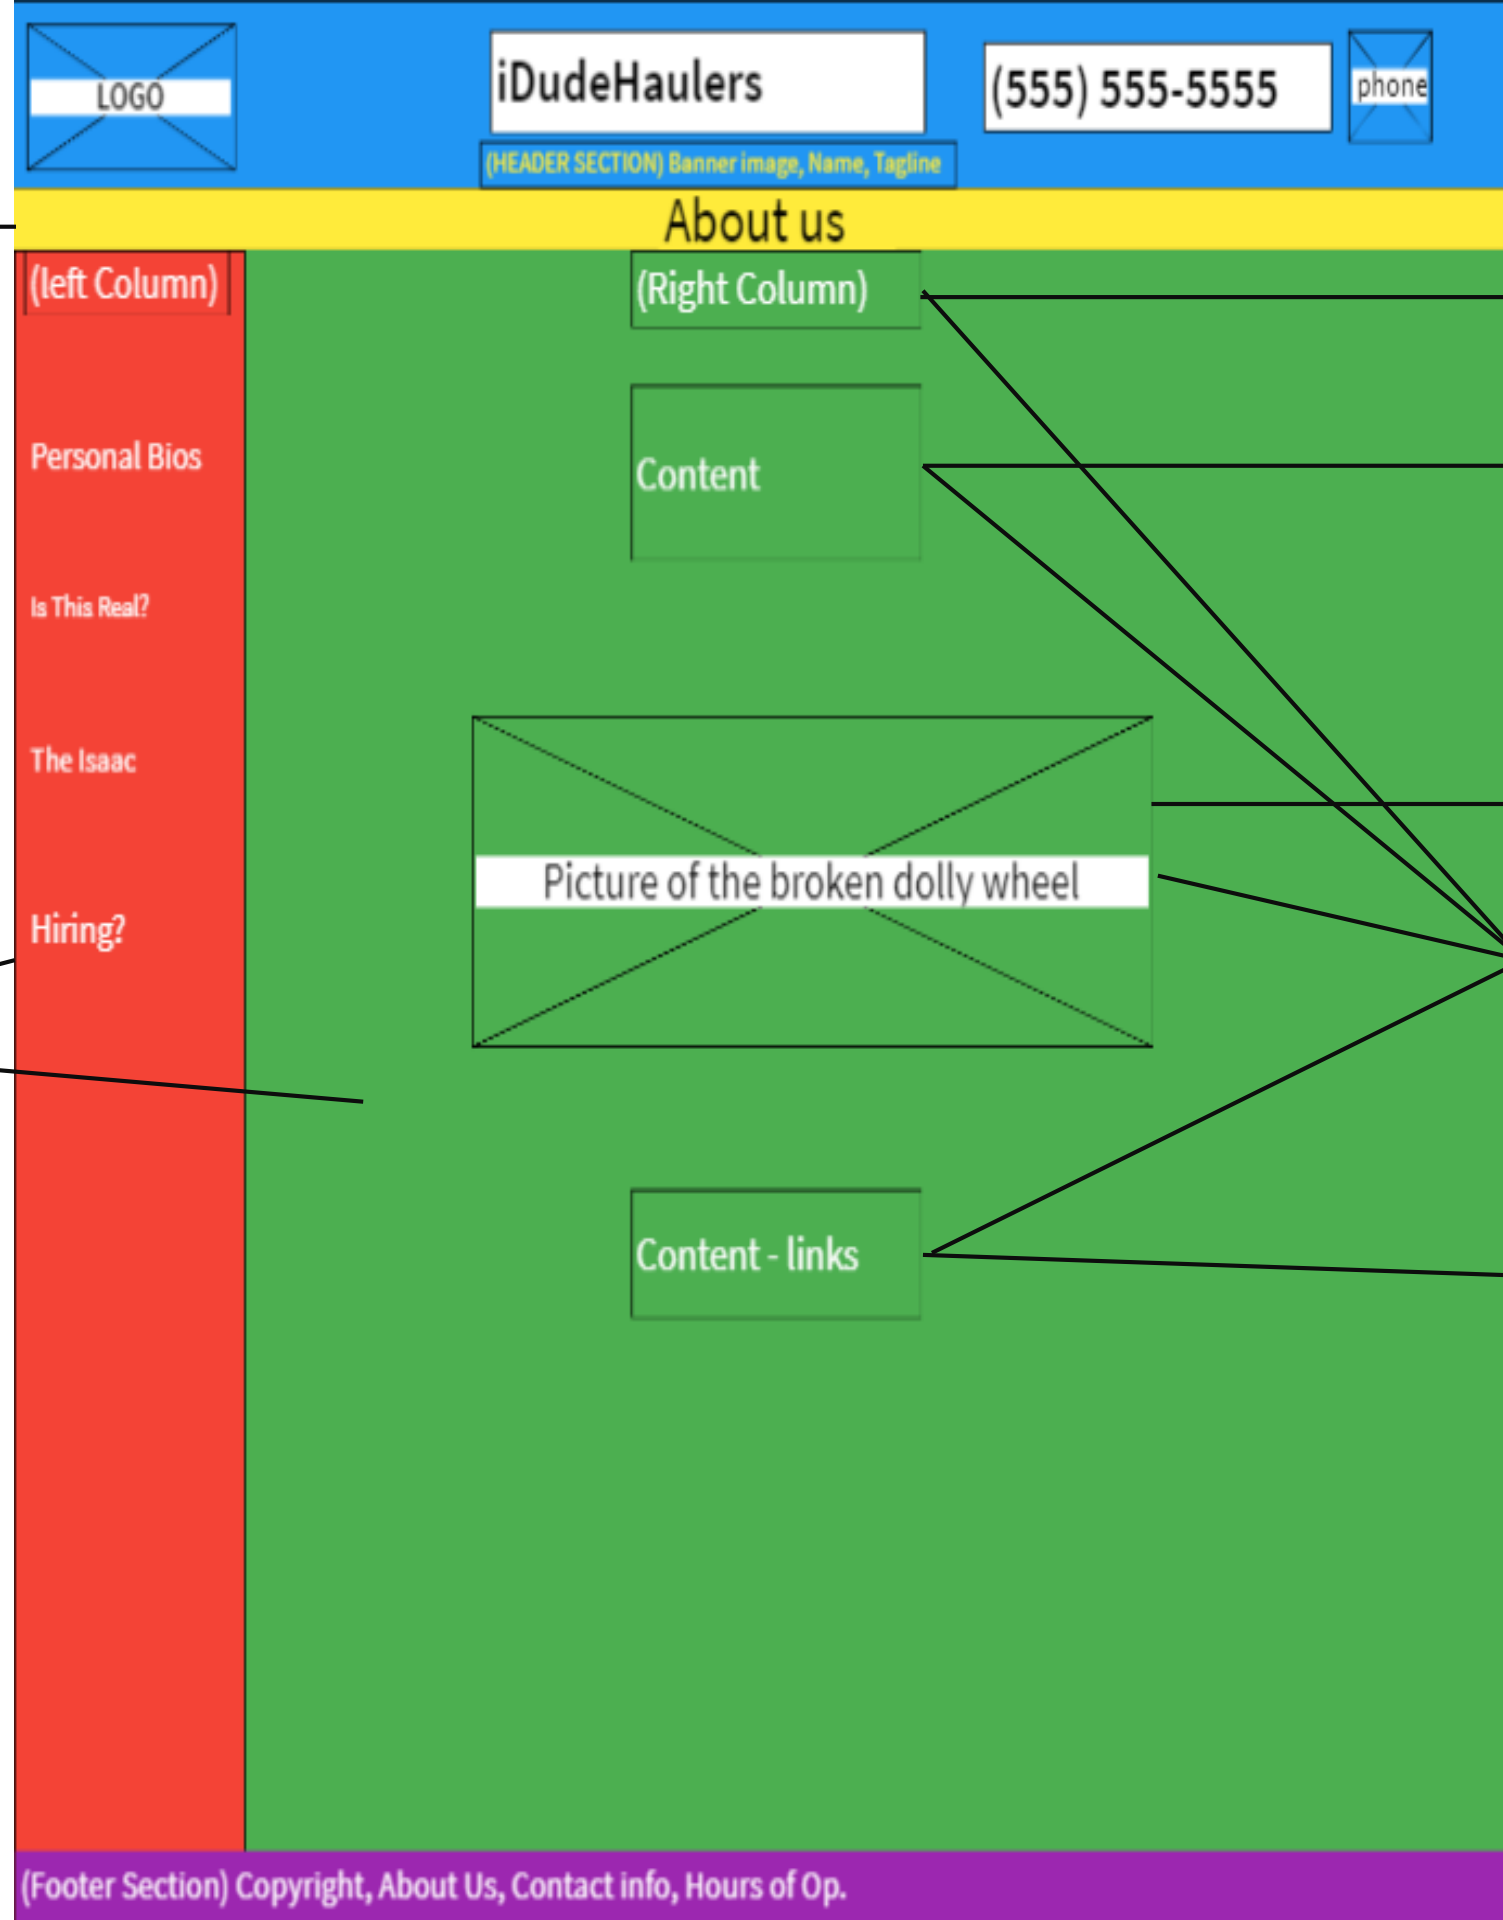 LOGO
iDudeHaulers
(555) 555-5555
phone
(HEADER SECTION) Banner image, Name, Tagline
About us
(left Column)
(Right Column)
Personal Bios
Content
Is This Real?
The Isaac
Picture of the broken dolly wheel
Hiring?
Content - links
(Footer Section) Copyright, About Us, Contact info, Hours of Op.